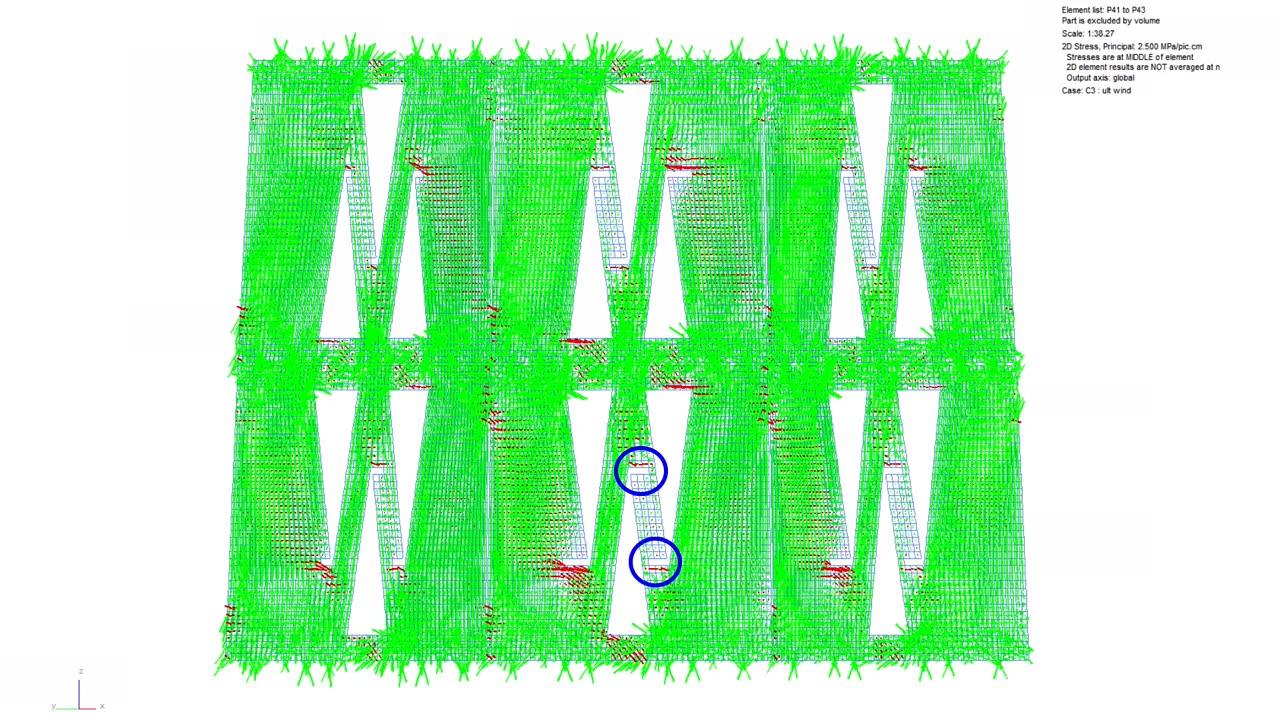 Element list: P41 to P43
Part is excluded by volume
Scale: 1:38.27
2D Stress, Principal: 2.500 MPa/pic.cm
Stresses are at MIDDLE of element
2D element results are NOT averaged at n
Output axis: global
Case: C3 : ult wind
z
y x